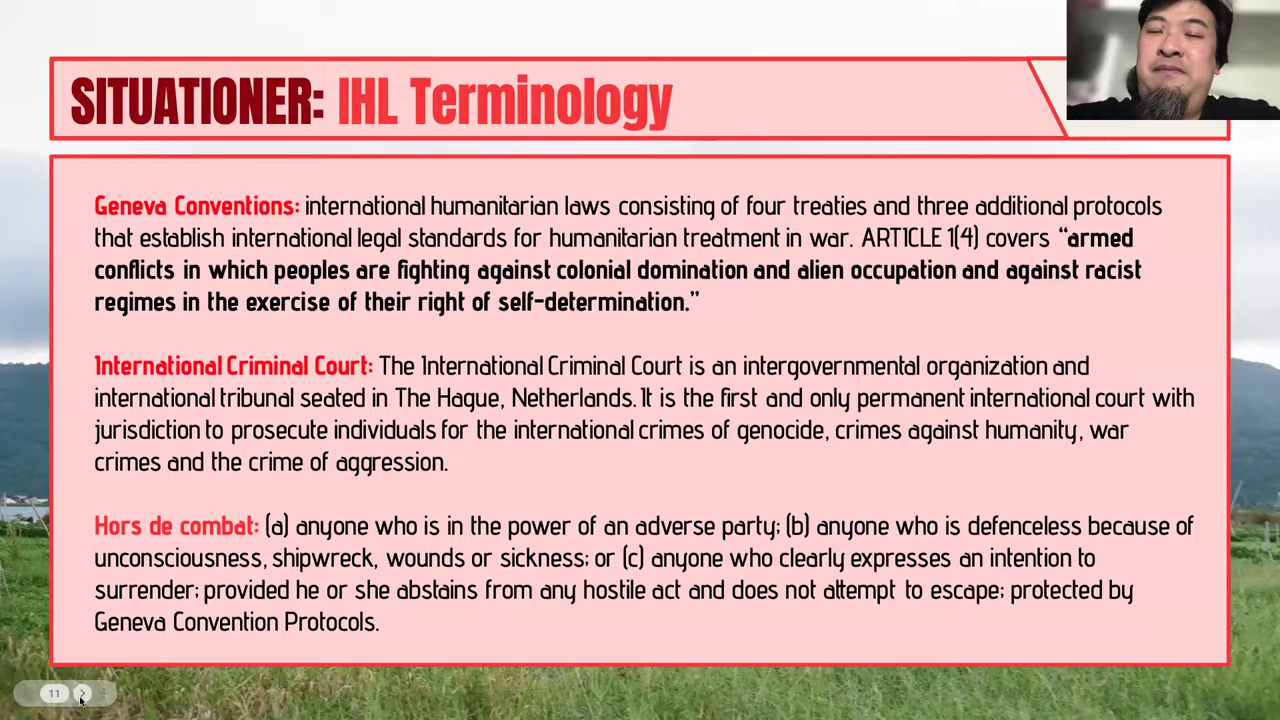 SITUATIONER: IHL Terminology
Geneva Conventions: international humanitarian laws consisting of four treaties and three additional protocols
that establish international legal standards for humanitarian treatment in war. ARTICLE 1(4) covers “armed
conflicts in which peoples are fighting against colonial domination and alien occupation and against racist
regimes in the exercise of their right of self-determination.”
International Criminal Court: The International Criminal Court is an intergovernmental organization and
international tribunal seated in The Hague, Netherlands. It is the first and only permanent international court with
jurisdiction to prosecute individuals for the international crimes of genocide, crimes against humanity, war
crimes and the crime of aggression.
Hors de combat: (a) anyone who is in the power of an adverse party; (b) anyone who is defenceless because of
unconsciousness, shipwreck, wounds or sickness; or (c) anyone who clearly expresses an intention to
surrender; provided he or she abstains from any hostile act and does not attempt to escape; protected by
Geneva Convention Protocols.
11